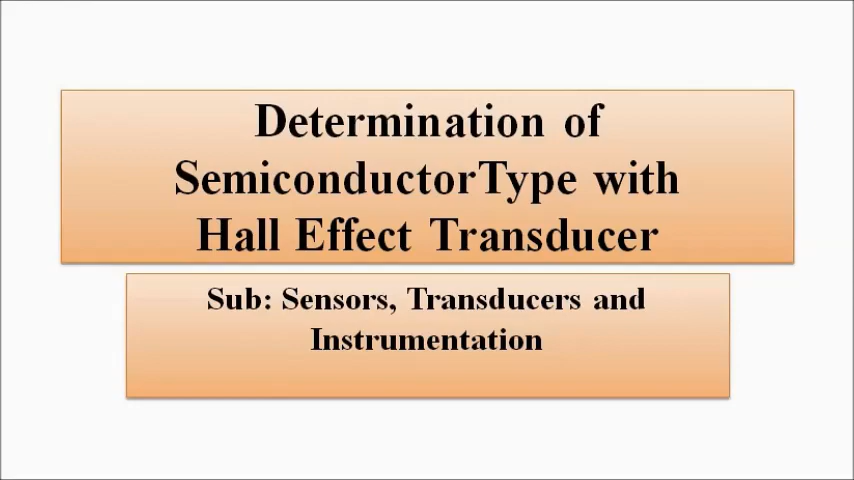 Determination of
SemiconductorType with
Hall Effect Transducer
Sub: Sensors, Transducers and
Instrumentation